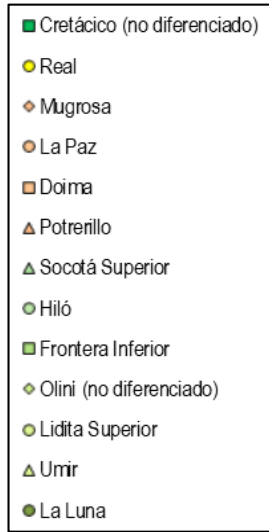 Cretácico (no diferenciado)
Real
Mugrosa
La Paz
Doima
Potrerillo
Socotá Superior
Hiló
Frontera Inferior
Olini (no diferenciado)
Lidita Superior
Umir
La Luna